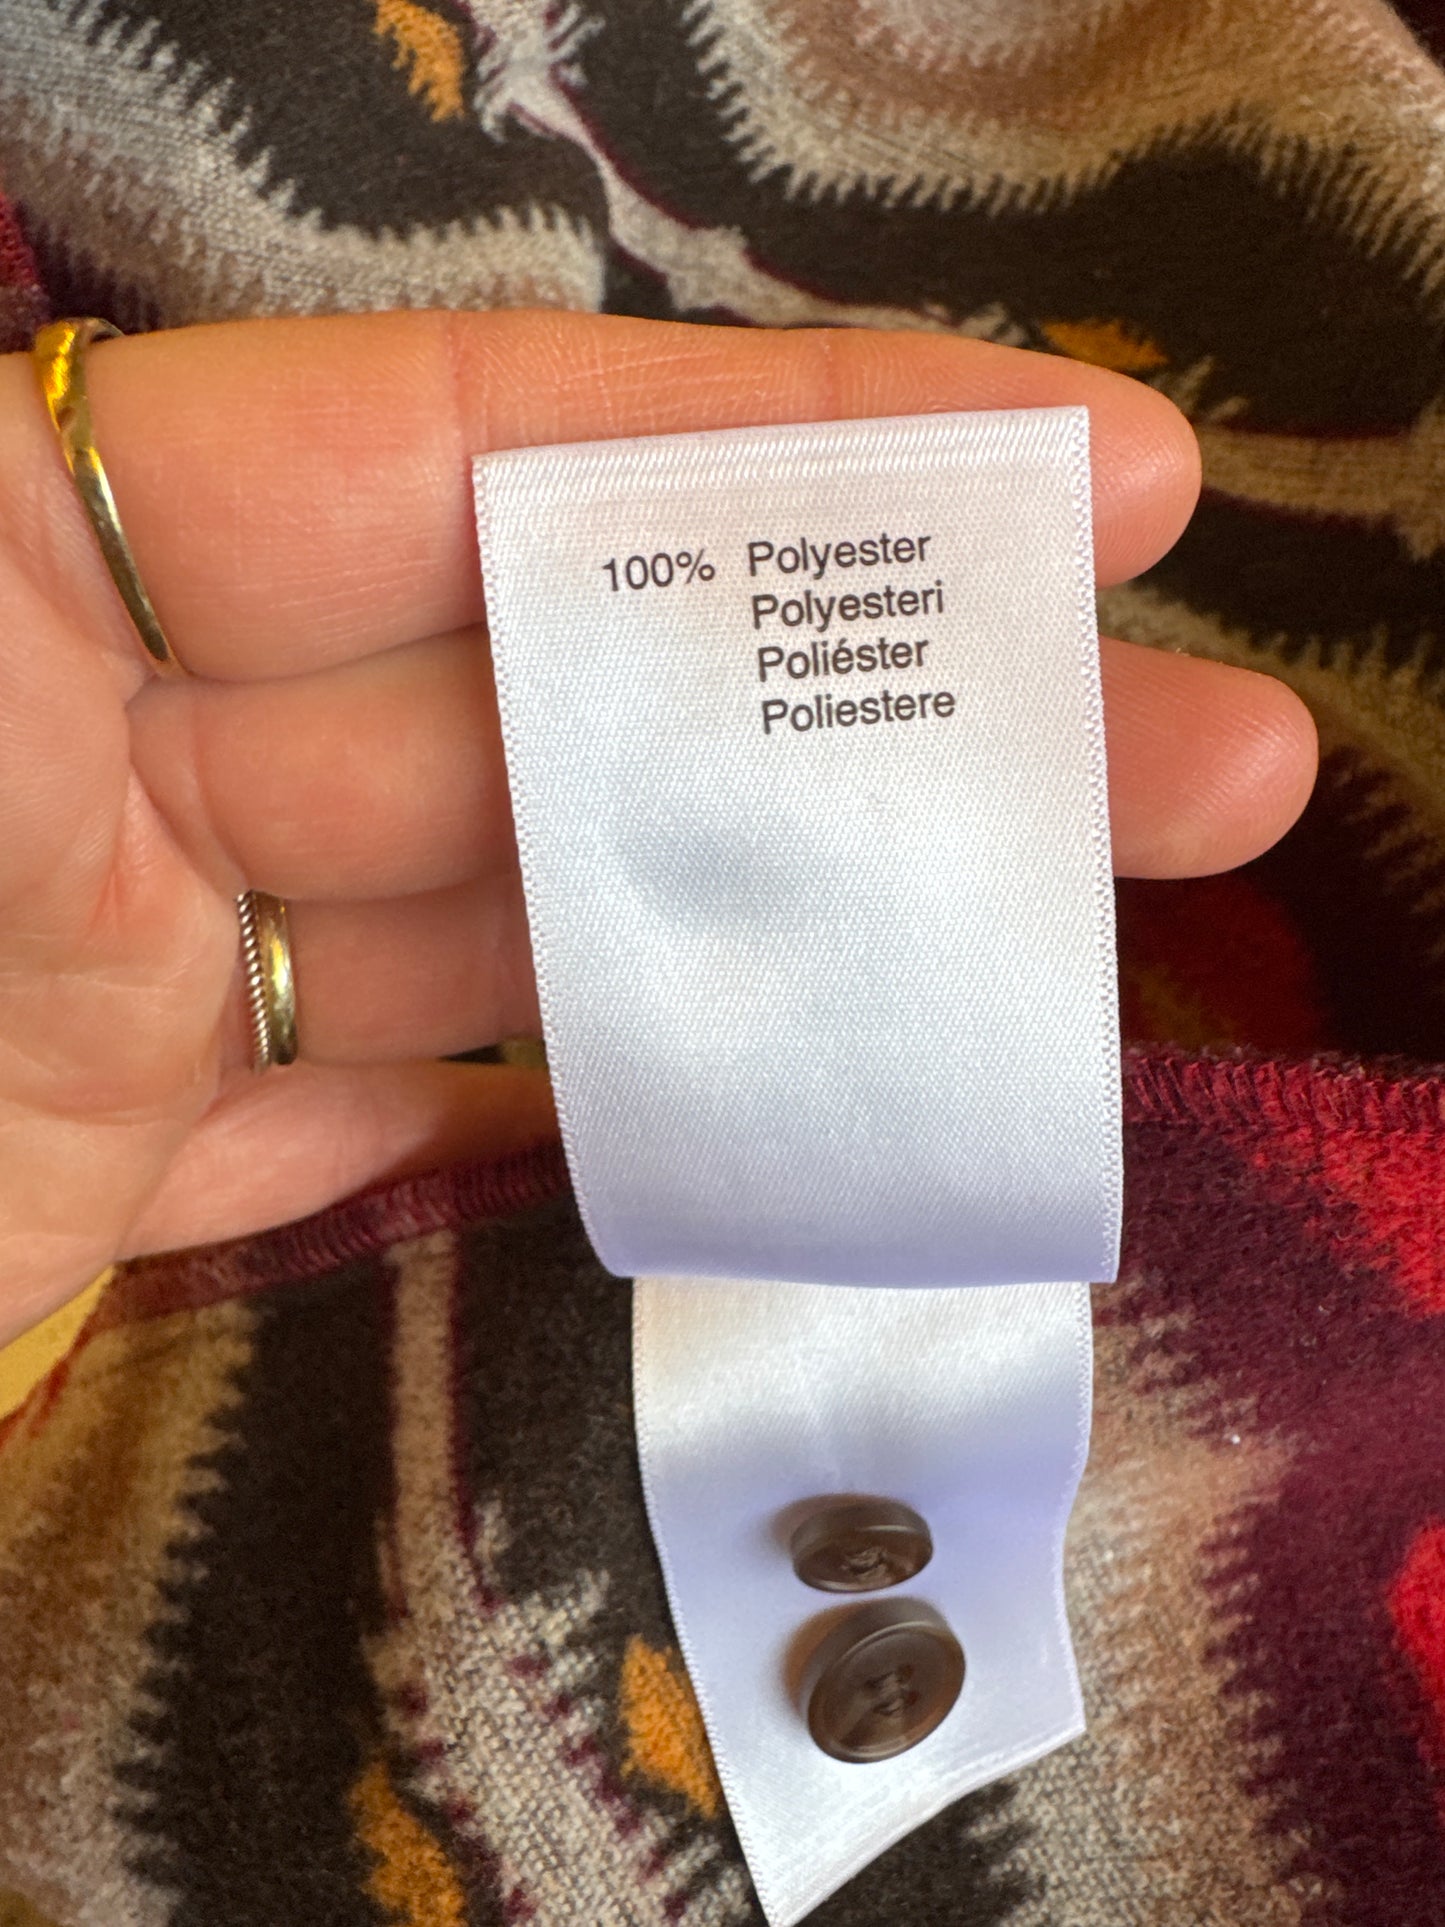 100% Polyester
Polyesteri
Poliéster
Poliestere